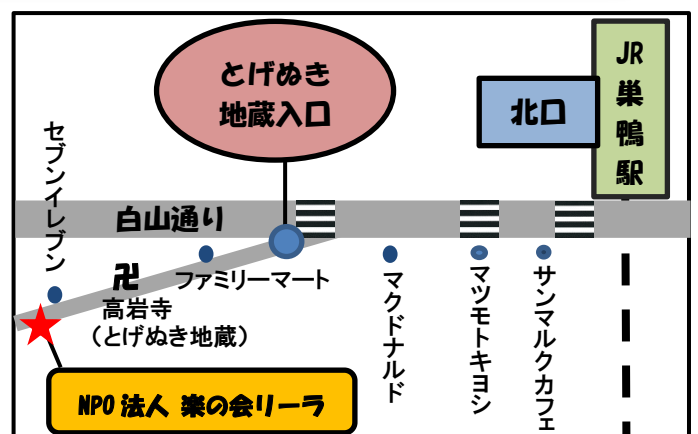 とげぬき
地蔵入口
北口
JR
巣
鴨
駅
セブンイレブン
白山通り
卍
高岩寺
（とげぬき地蔵）
ファミリーマート
マクドナルド
マツモトキヨシ
サンマルクカフェ
NPO法人 楽の会リーラ